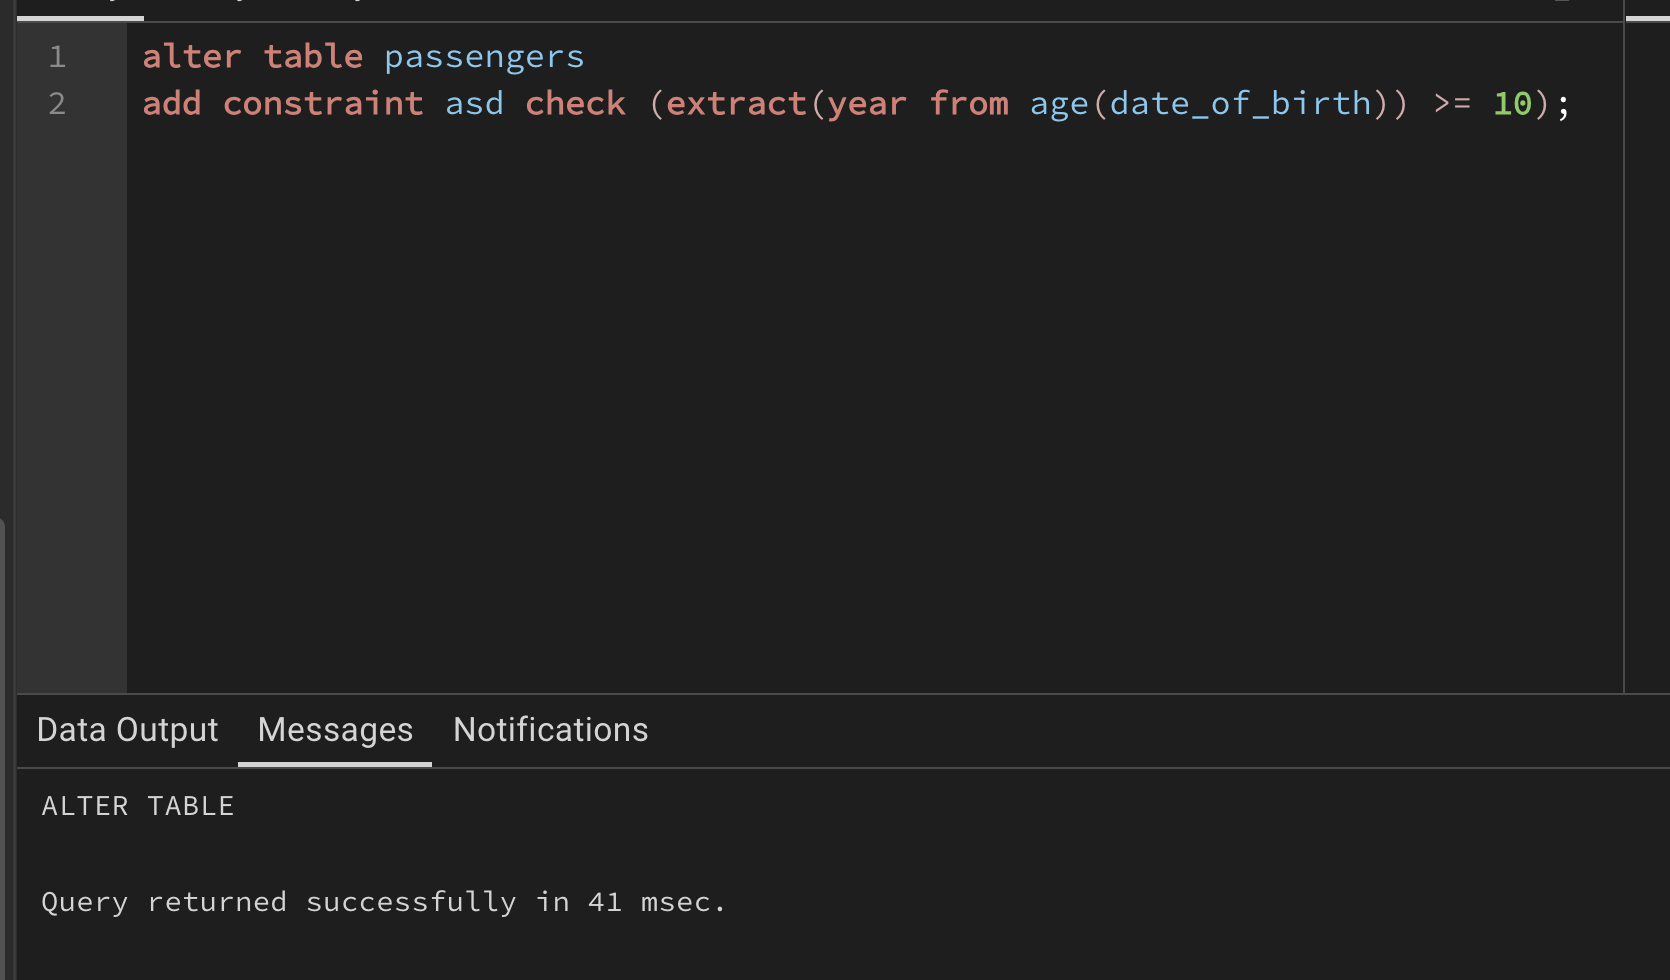 1 alter table passengers
2 add constraint asd check (extract(year from age(date_of_birth)) >= 10);
Data Output Messages Notifications
ALTER TABLE
Query returned successfully in 41 msec.